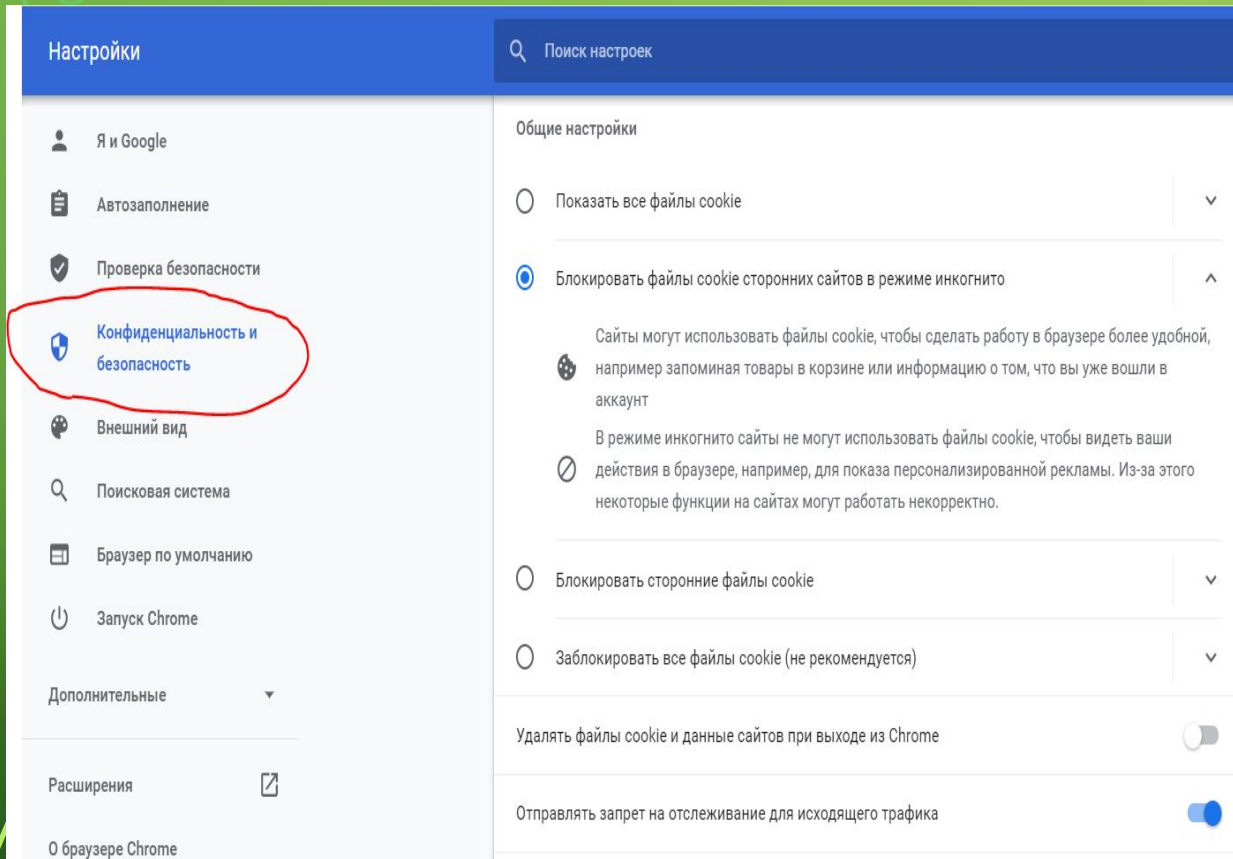 Настройки
Поиск настроек
Я и Google
Автозаполнение
Проверка безопасности
Конфиденциальность и
безопасность
Внешний вид
Поисковая система
Браузер по умолчанию
Запуск Chrome
Дополнительные
Расширения
О браузере Chrome
Общие настройки
Показать все файлы cookie
Блокировать файлы cookie сторонних сайтов в режиме инкогнито
Сайты могут использовать файлы cookie, чтобы сделать работу в браузере более удобной,
например запоминая товары в корзине или информацию о том, что вы уже вошли в
аккаунт
В режиме инкогнито сайты не могут использовать файлы cookie, чтобы видеть ваши
действия в браузере, например, для показа персонализированной рекламы. Из-за этого
некоторые функции на сайтах могут работать некорректно.
Блокировать сторонние файлы cookie
Заблокировать все файлы cookie (не рекомендуется)
Удалять файлы cookie и данные сайтов при выходе из Chrome
Отправлять запрет на отслеживание для исходящего трафика